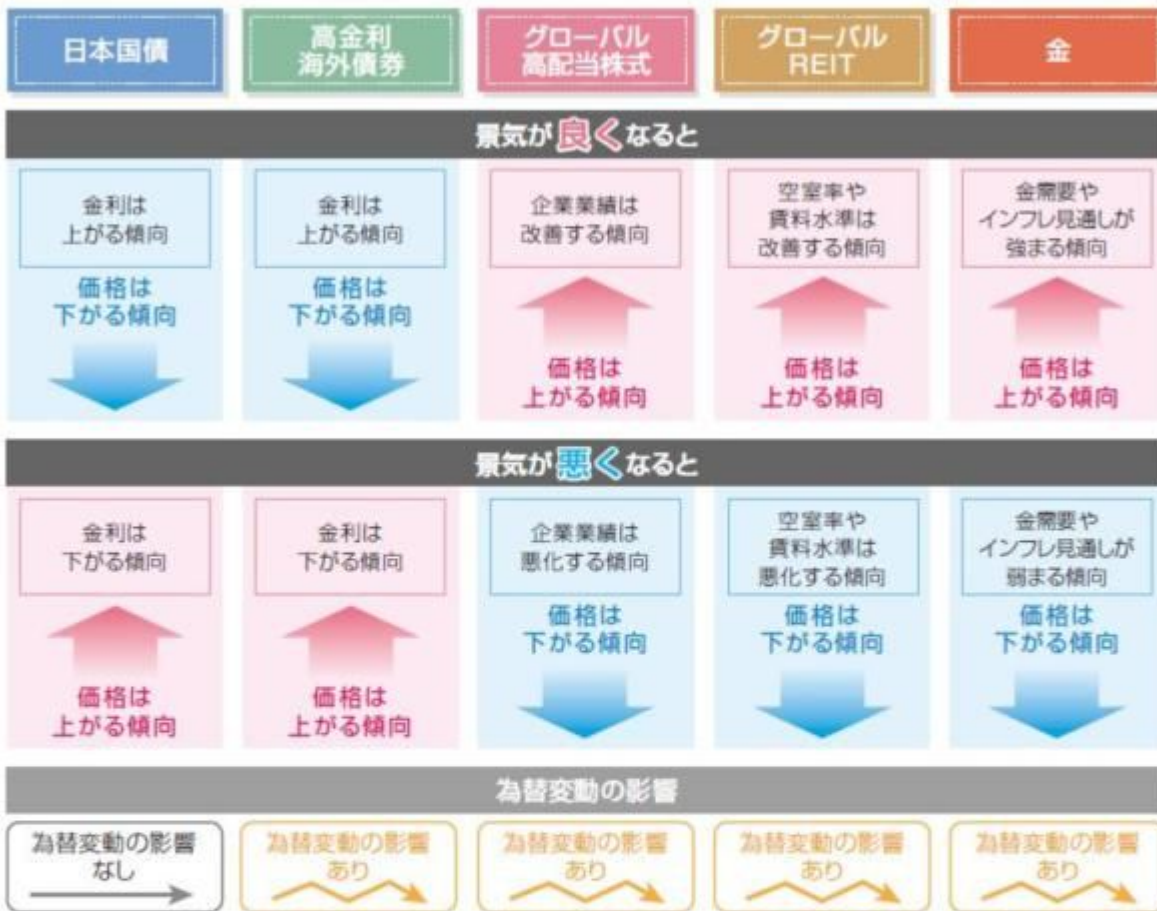 日本国債
高金利
海外債券
グローバル
高配当株式
グローバル
REIT
金
景気が良くなると
金利は
上がる傾向
価格は
下がる傾向
金利は
上がる傾向
価格は
下がる傾向
企業業績は
改善する傾向
価格は
上がる傾向
空室率や
賃料水準は
改善する傾向
価格は
上がる傾向
金需要や
インフレ見通しが
強まる傾向
価格は
上がる傾向
景気が悪くなると
金利は
下がる傾向
価格は
上がる傾向
金利は
下がる傾向
価格は
上がる傾向
企業業績は
悪化する傾向
価格は
下がる傾向
空室率や
賃料水準は
悪化する傾向
価格は
下がる傾向
金需要や
インフレ見通しが
弱まる傾向
価格は
下がる傾向
為替変動の影響
為替変動の影響
なし
為替変動の影響
あり
為替変動の影響
あり
為替変動の影響
あり
為替変動の影響
あり